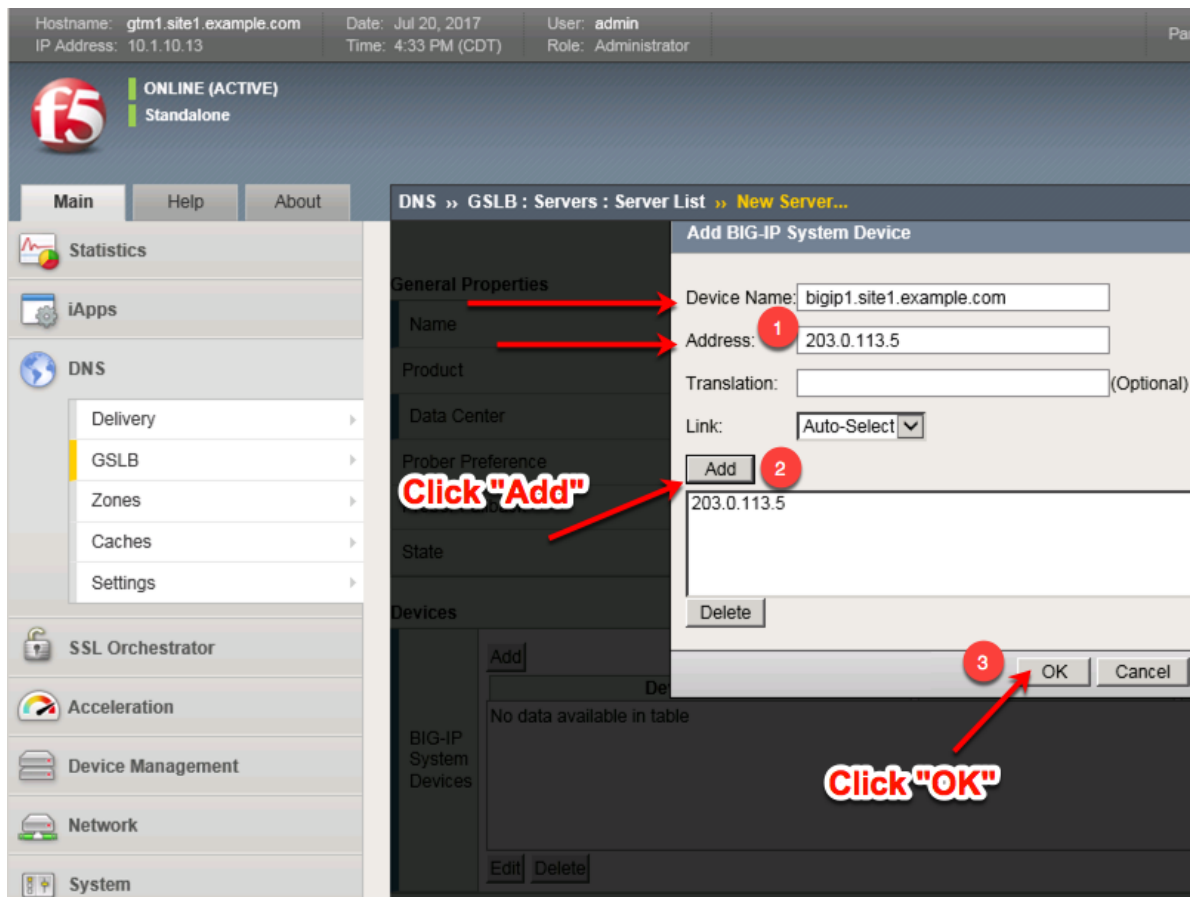 Hostname: gtm1.site1.example.com Date: Jul 20, 2017 User: admin
IP Address: 10.1.10.13 Time: 4:33 PM (CDT) Role: Administrator
f5
ONLINE (ACTIVE)
Standalone
Main Help About
DNS ›› GSLB : Servers : Server List ›› New Server...
Statistics
iApps
DNS
Delivery
GSLB
Zones
Caches
Settings
SSL Orchestrator
Acceleration
Device Management
Network
System
General Properties
Name
Product
Data Center
Prober Preference
State
Click "Add"
Devices
BIG-IP
System
Devices
Add
No data available in table
Edit Delete
Add BIG-IP System Device
Device Name: bigip1.site1.example.com
1
Address: 203.0.113.5
Translation: (Optional)
Link: Auto-Select
Add 2
203.0.113.5
Delete
3 OK Cancel
Click "OK"